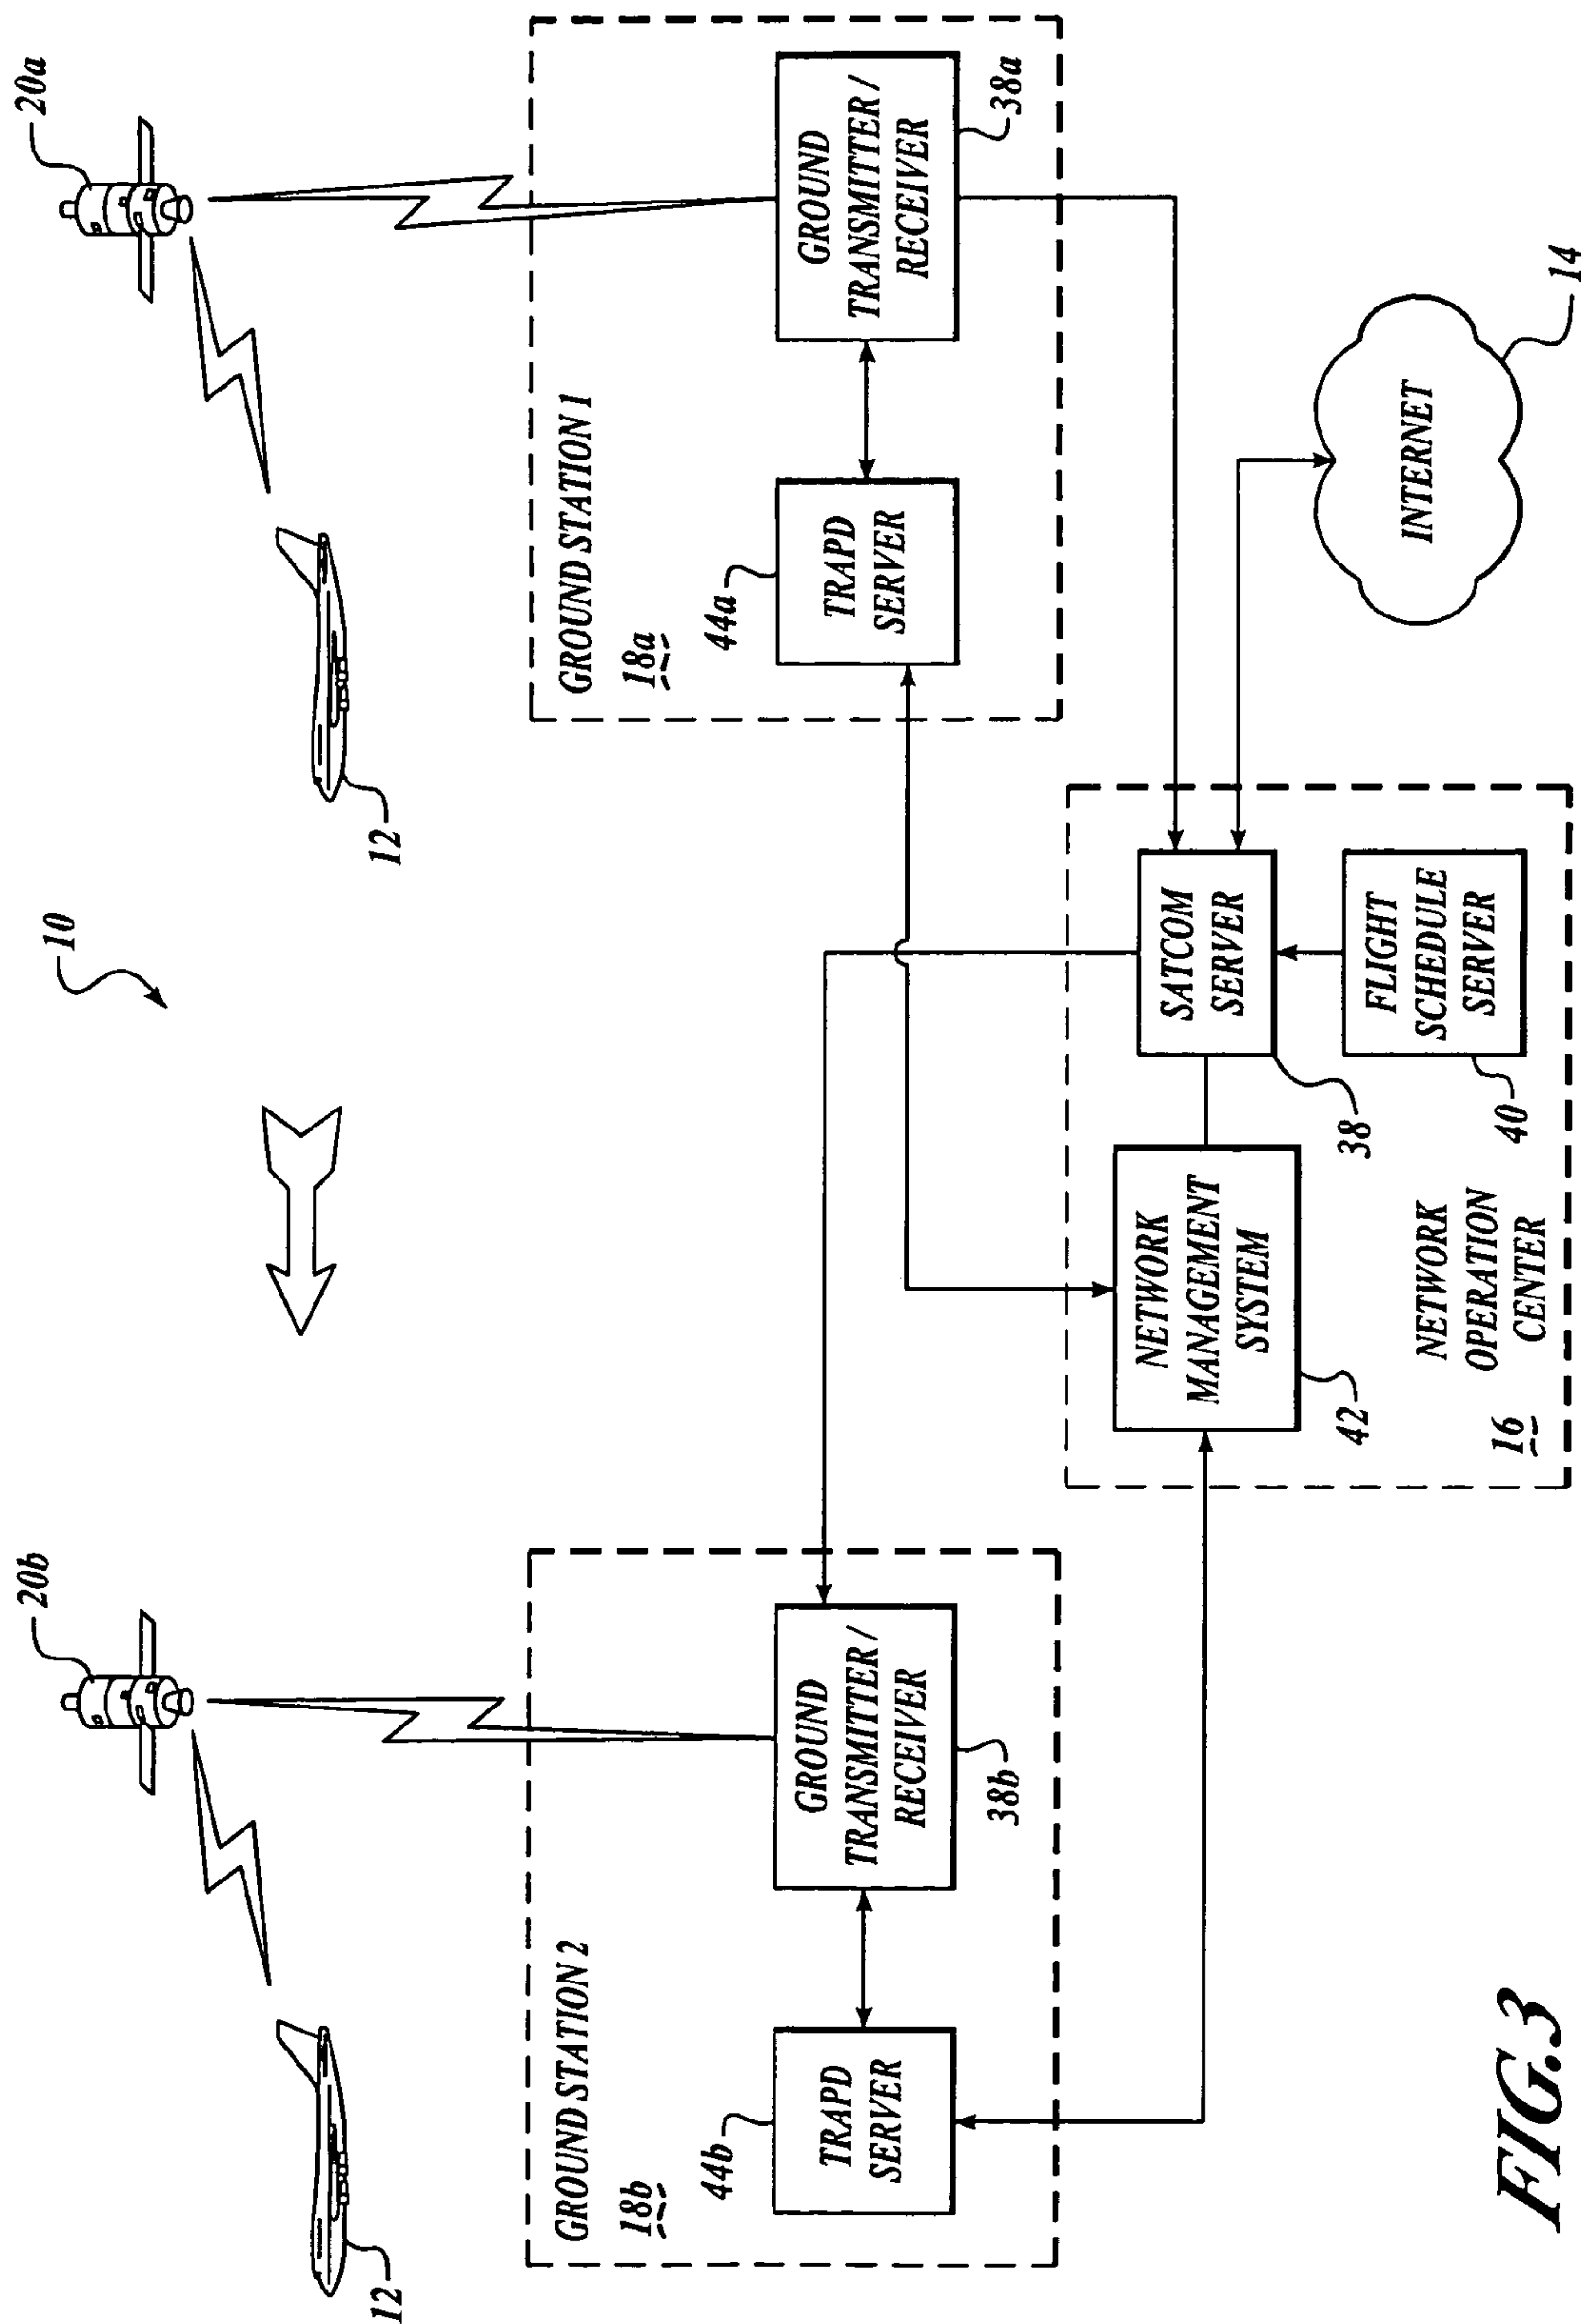 10
20b
20a
12
12
GROUND STATION 2
18b
44b
TRAPD
SERVER
GROUND
TRANSMITTER/
RECEIVER
38b
GROUND STATION 1
18a
44a
TRAPD
SERVER
GROUND
TRANSMITTER/
RECEIVER
38a
NETWORK
MANAGEMENT
SYSTEM
42
SATCOM
SERVER
38
FLIGHT
SCHEDULE
SERVER
40
16
NETWORK
OPERATION
CENTER
INTERNET
14
FIG.3